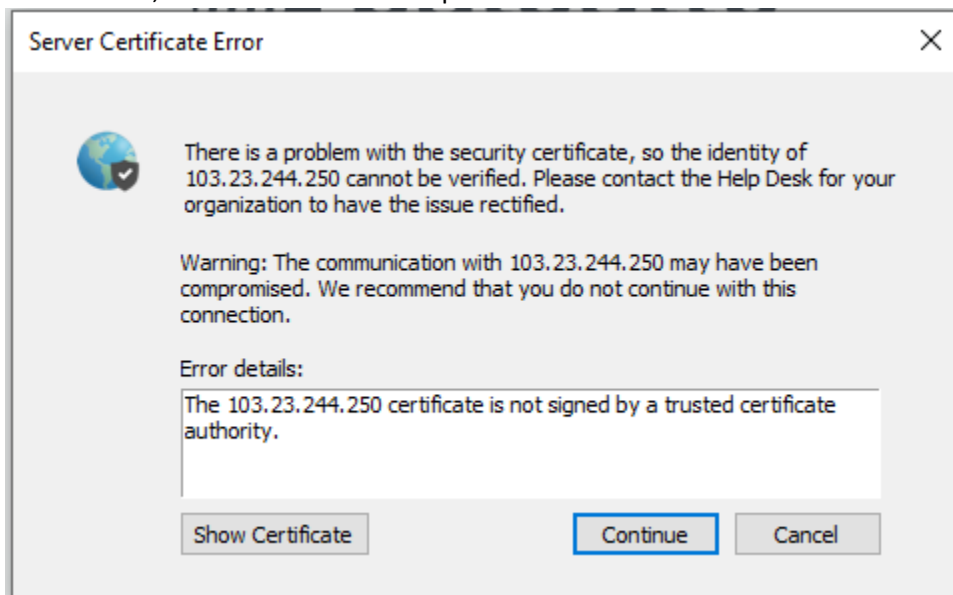 Server Certificate Error
There is a problem with the security certificate, so the identity of
103.23.244.250 cannot be verified. Please contact the Help Desk for your
organization to have the issue rectified.
Warning: The communication with 103.23.244.250 may have been
compromised. We recommend that you do not continue with this
connection.
Error details:
The 103.23.244.250 certificate is not signed by a trusted certificate
authority.
Show Certificate
Continue
Cancel